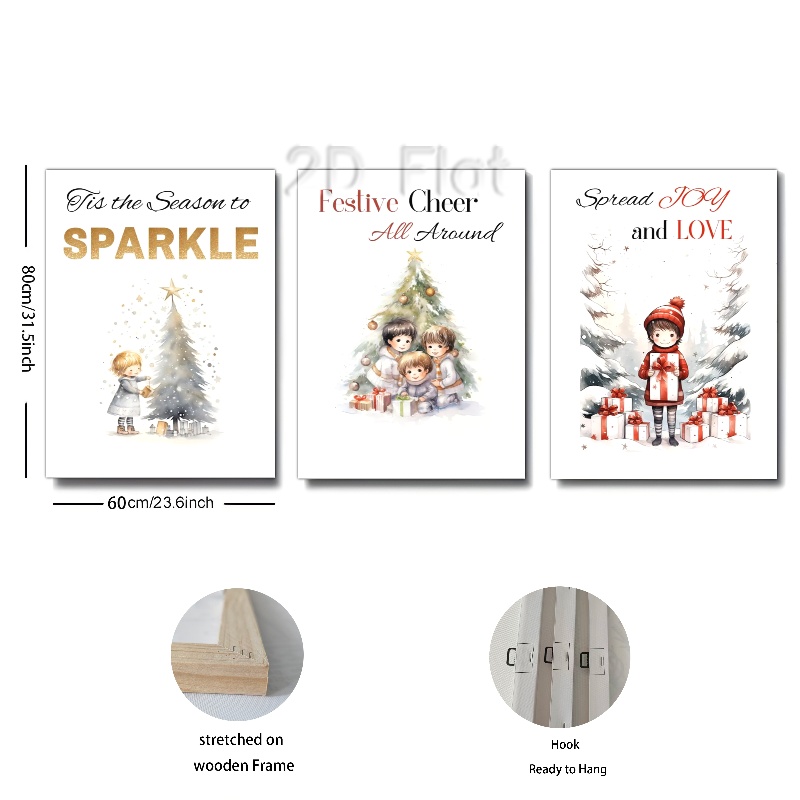 2D Flat
'Tis the Season to
SPARKLE
Festive Cheer
All Around
Spread JOY
and LOVE
80cm/31.5inch
60cm/23.6inch
stretched on
wooden Frame
Hook
Ready to Hang